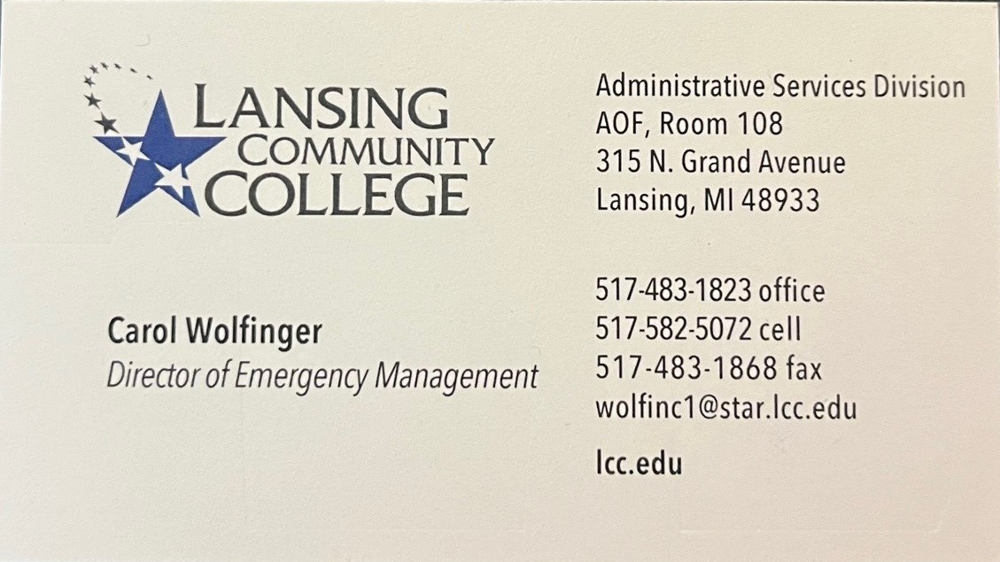 LANSING
COMMUNITY
COLLEGE
Carol Wolfinger
Director of Emergency Management
Administrative Services Division
AOF, Room 108
315 N. Grand Avenue
Lansing, MI 48933
517-483-1823 office
517-582-5072 cell
517-483-1868 fax
wolfinc1@star.lcc.edu
lcc.edu